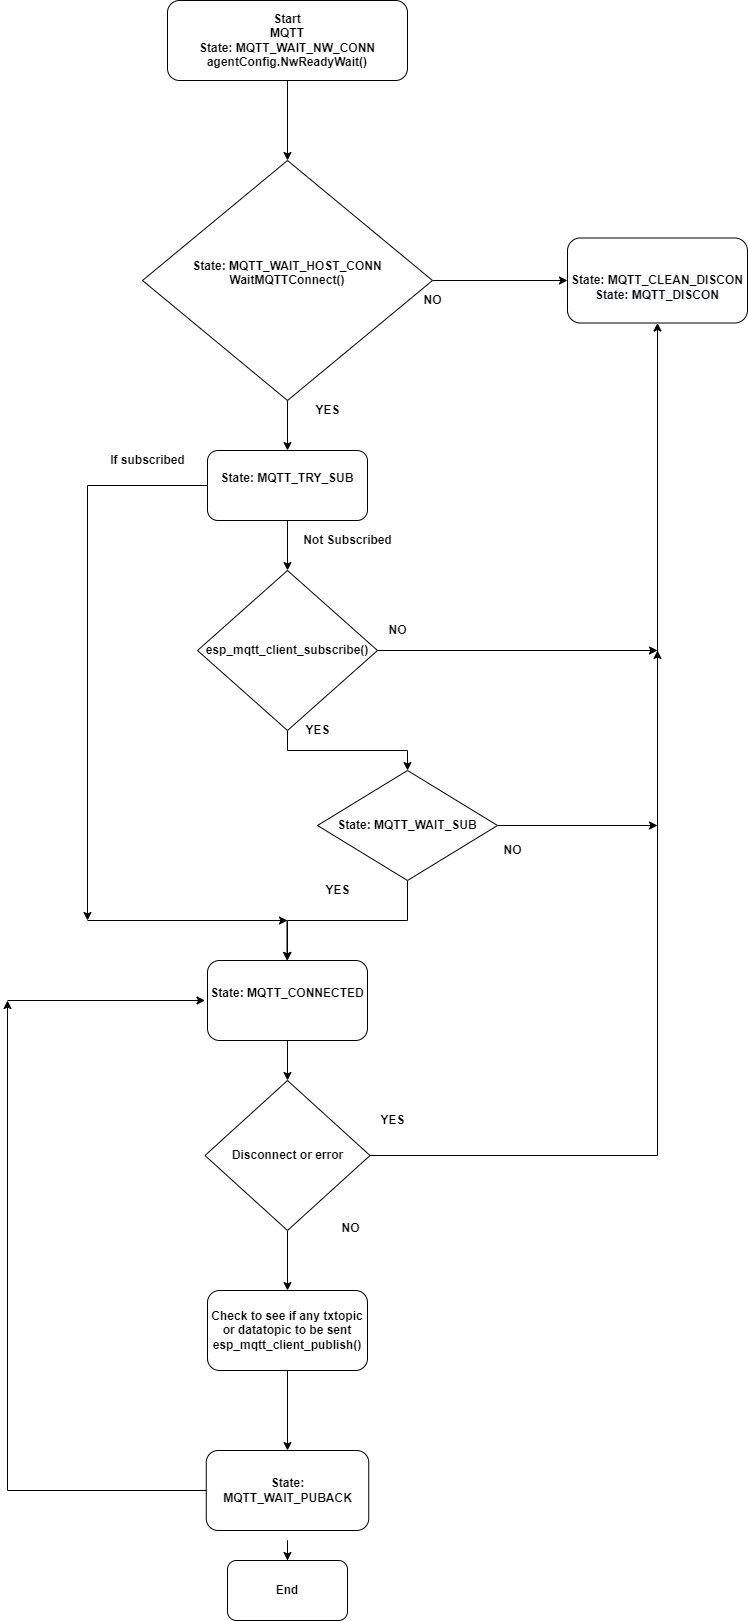 Start
MQTT
State: MQTT_WAIT_NW_CONN
agentConfig.NwReadyWait()
State: MQTT_WAIT_HOST_CONN
WaitMQTTConnect()
NO
State: MQTT_CLEAN_DISCON
State: MQTT_DISCON
YES
If subscribed
State: MQTT_TRY_SUB
Not Subscribed
NO
esp_mqtt_client_subscribe()
YES
State: MQTT_WAIT_SUB
NO
YES
State: MQTT_CONNECTED
YES
Disconnect or error
NO
Check to see if any txtopic
or datatopic to be sent
esp_mqtt_client_publish()
State:
MQTT_WAIT_PUBACK
End